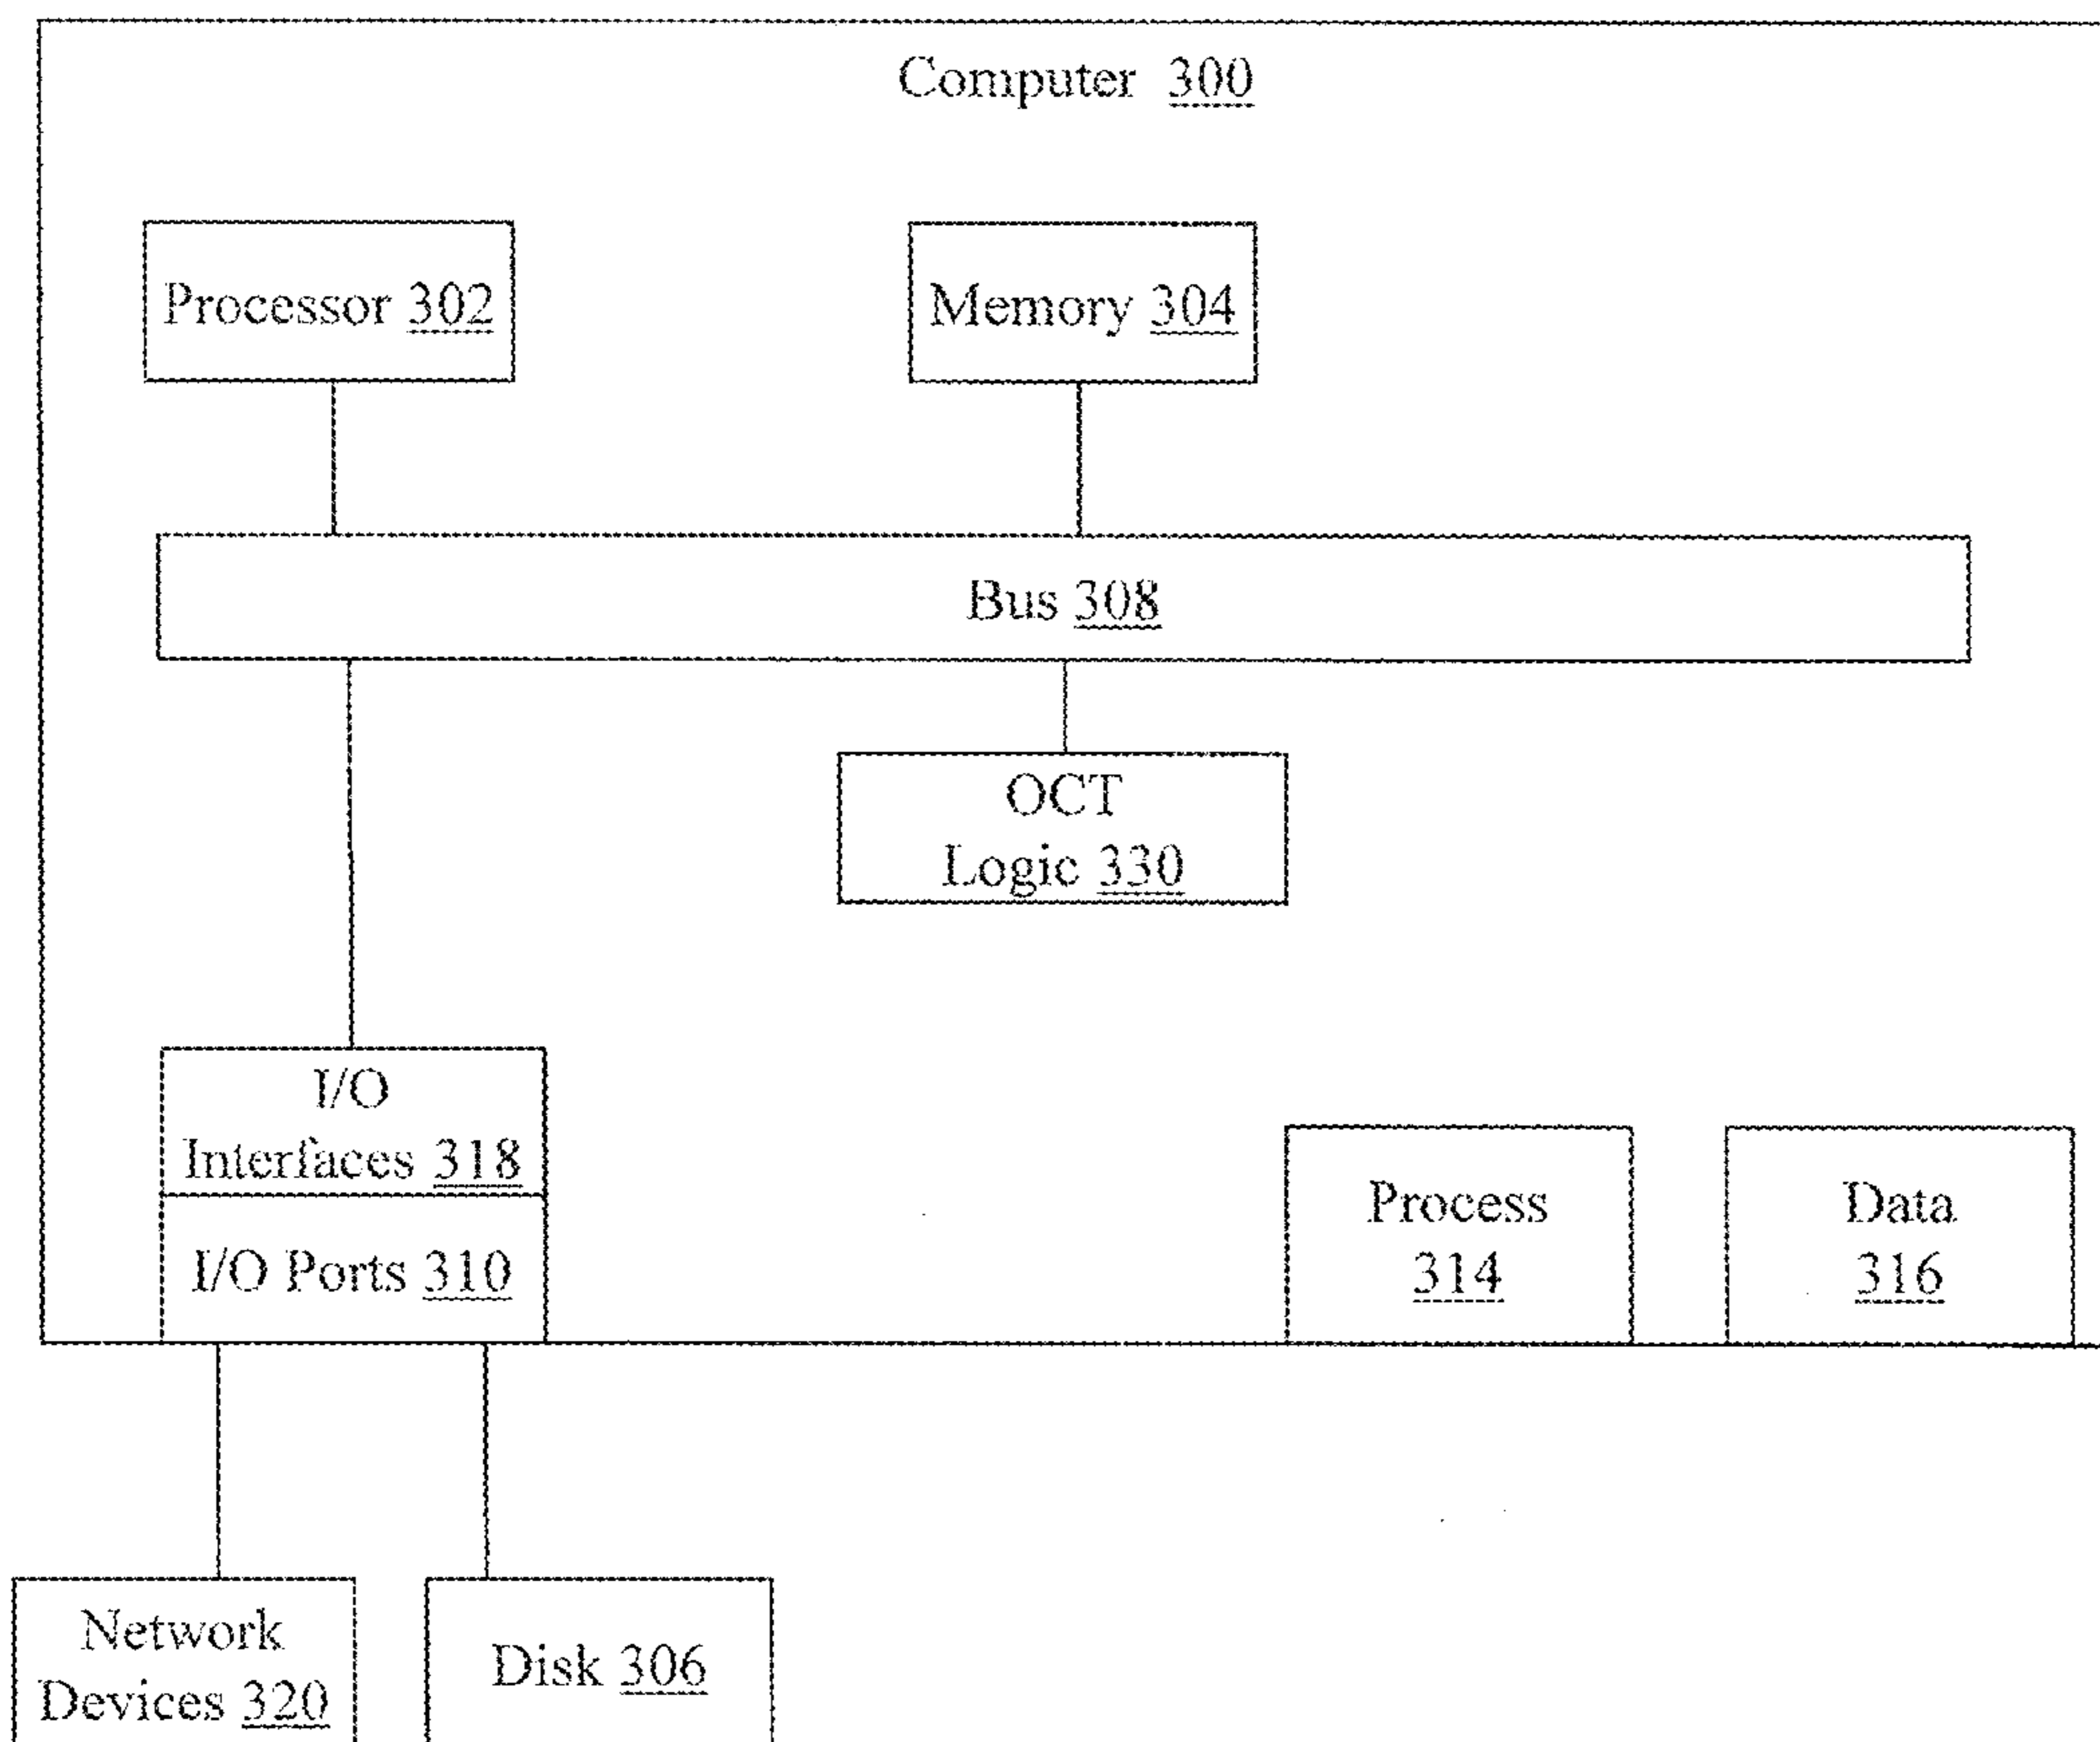 Computer 300
Processor 302
Memory 304
Bus 308
OCT
Logic 330
I/O
Interfaces 318
I/O Ports 310
Process
314
Data
316
Network
Devices 320
Disk 306